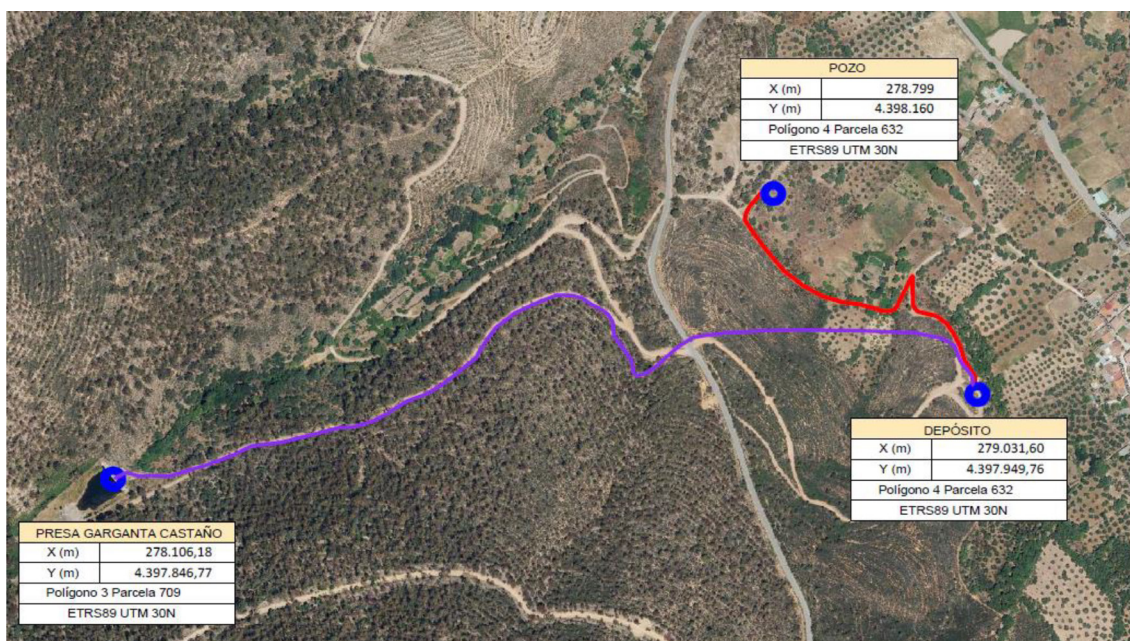 POZO
X (m) 278.799
Y (m) 4.398.160
Polígono 4 Parcela 632
ETRS89 UTM 30N
DEPÓSITO
X (m) 279.031,60
Y (m) 4.397.949,76
Polígono 4 Parcela 632
ETRS89 UTM 30N
PRESA GARGANTA CASTAÑO
X (m) 278.106,18
Y (m) 4.397.846,77
Polígono 3 Parcela 709
ETRS89 UTM 30N